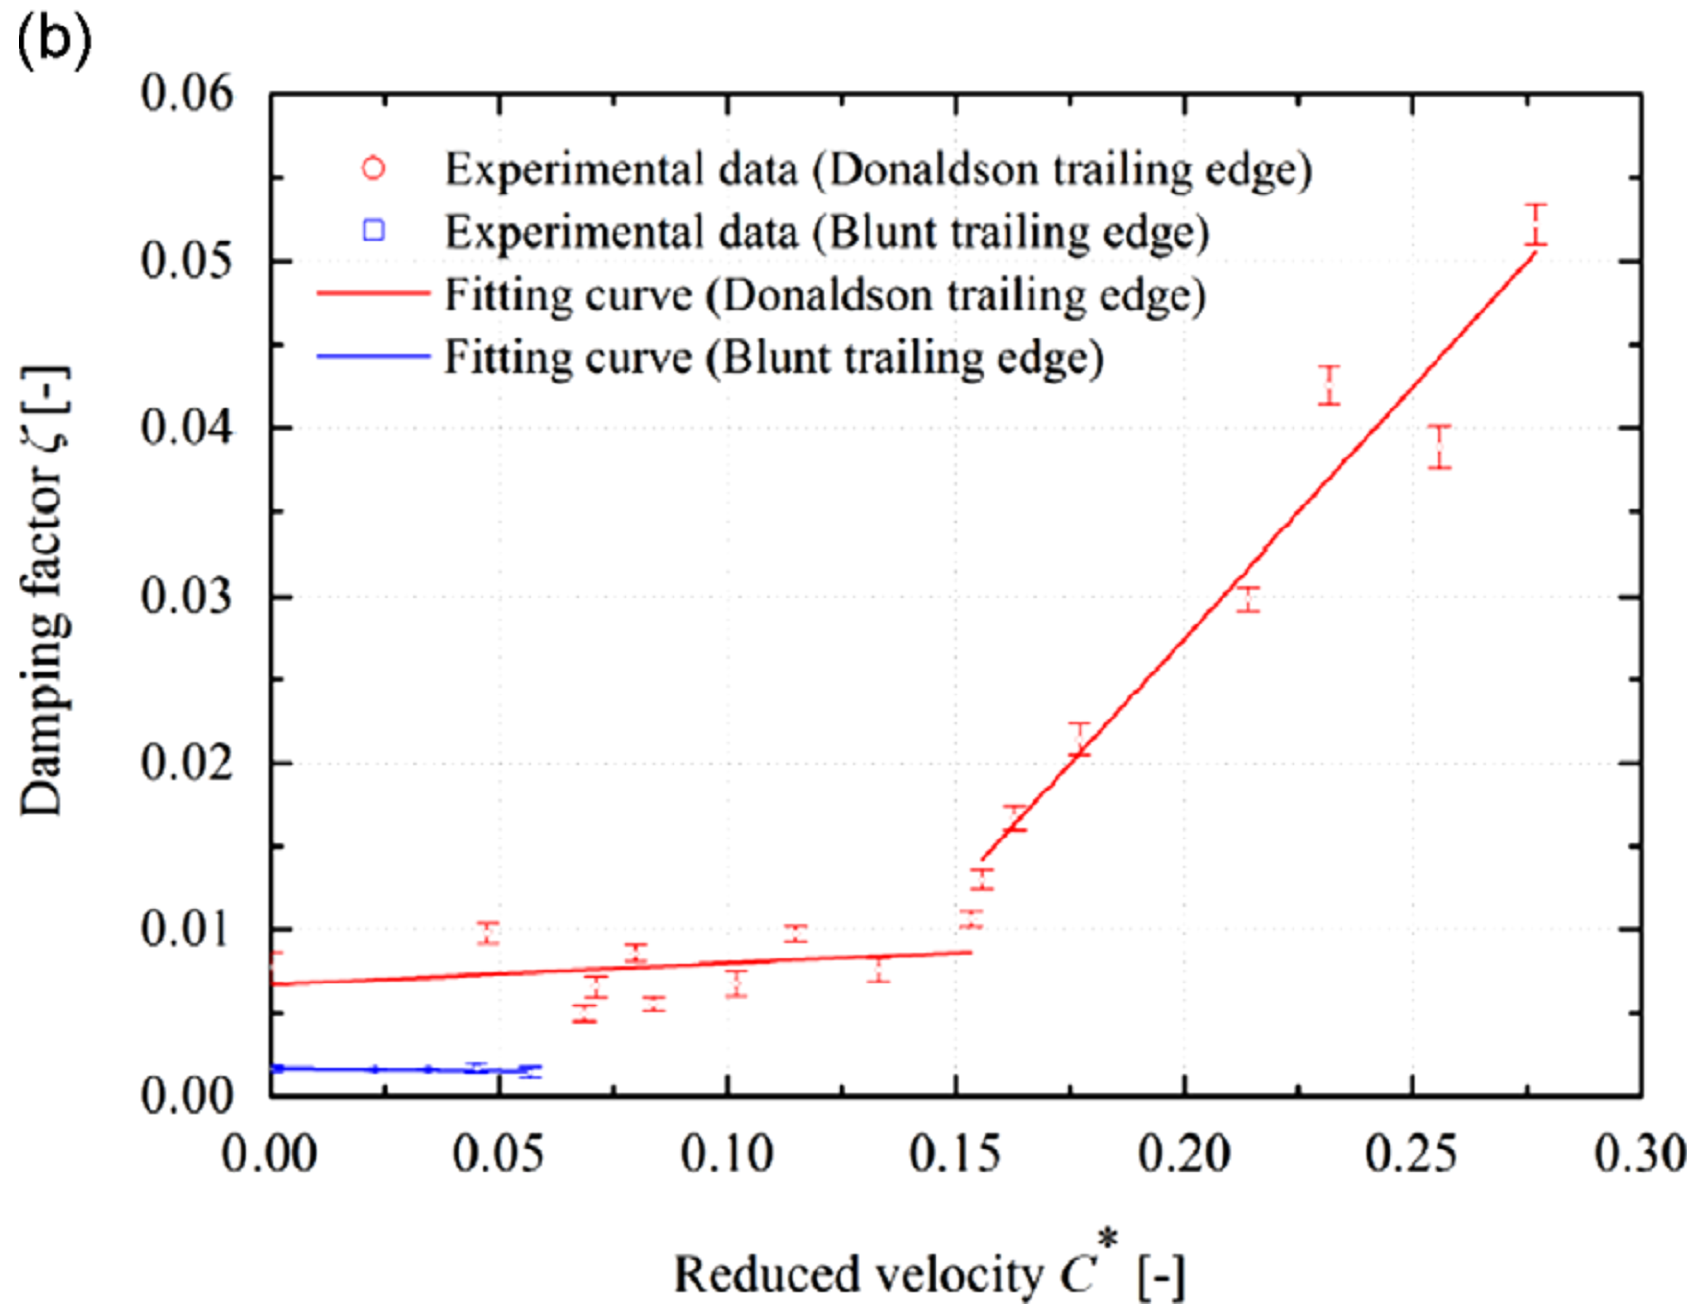 (b)
0.06
Experimental data (Donaldson trailing edge)
Experimental data (Blunt trailing edge)
0.05
Fitting curve (Donaldson trailing edge)
Fitting curve (Blunt trailing edge)
0.04
0.03
0.02
0.01
0.00
Damping factor ζ [-]
0.00 0.05 0.10 0.15 0.20 0.25 0.30
Reduced velocity C* [-]